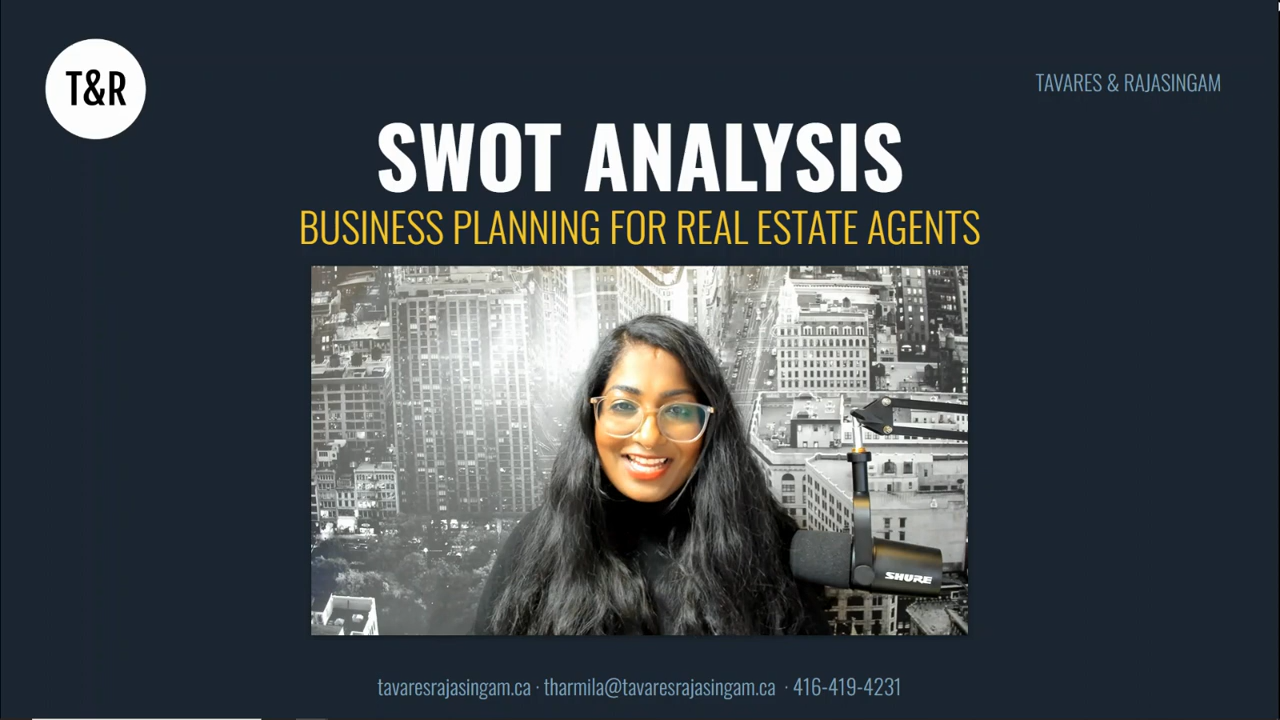 T&R
TAVARES & RAJASINGAM
SWOT ANALYSIS
BUSINESS PLANNING FOR REAL ESTATE AGENTS
SHURE
tavaresrajasingam.ca · tharmila@tavaresrajasingam.ca · 416-419-4231